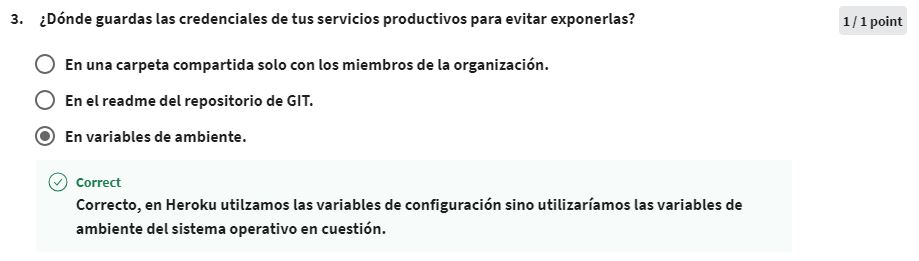 3. ¿Dónde guardas las credenciales de tus servicios productivos para evitar exponerlas?
1 / 1 point
En una carpeta compartida solo con los miembros de la organización.
En el readme del repositorio de GIT.
En variables de ambiente.
Correct
Correcto, en Heroku utilzamos las variables de configuración sino utilizaríamos las variables de
ambiente del sistema operativo en cuestión.